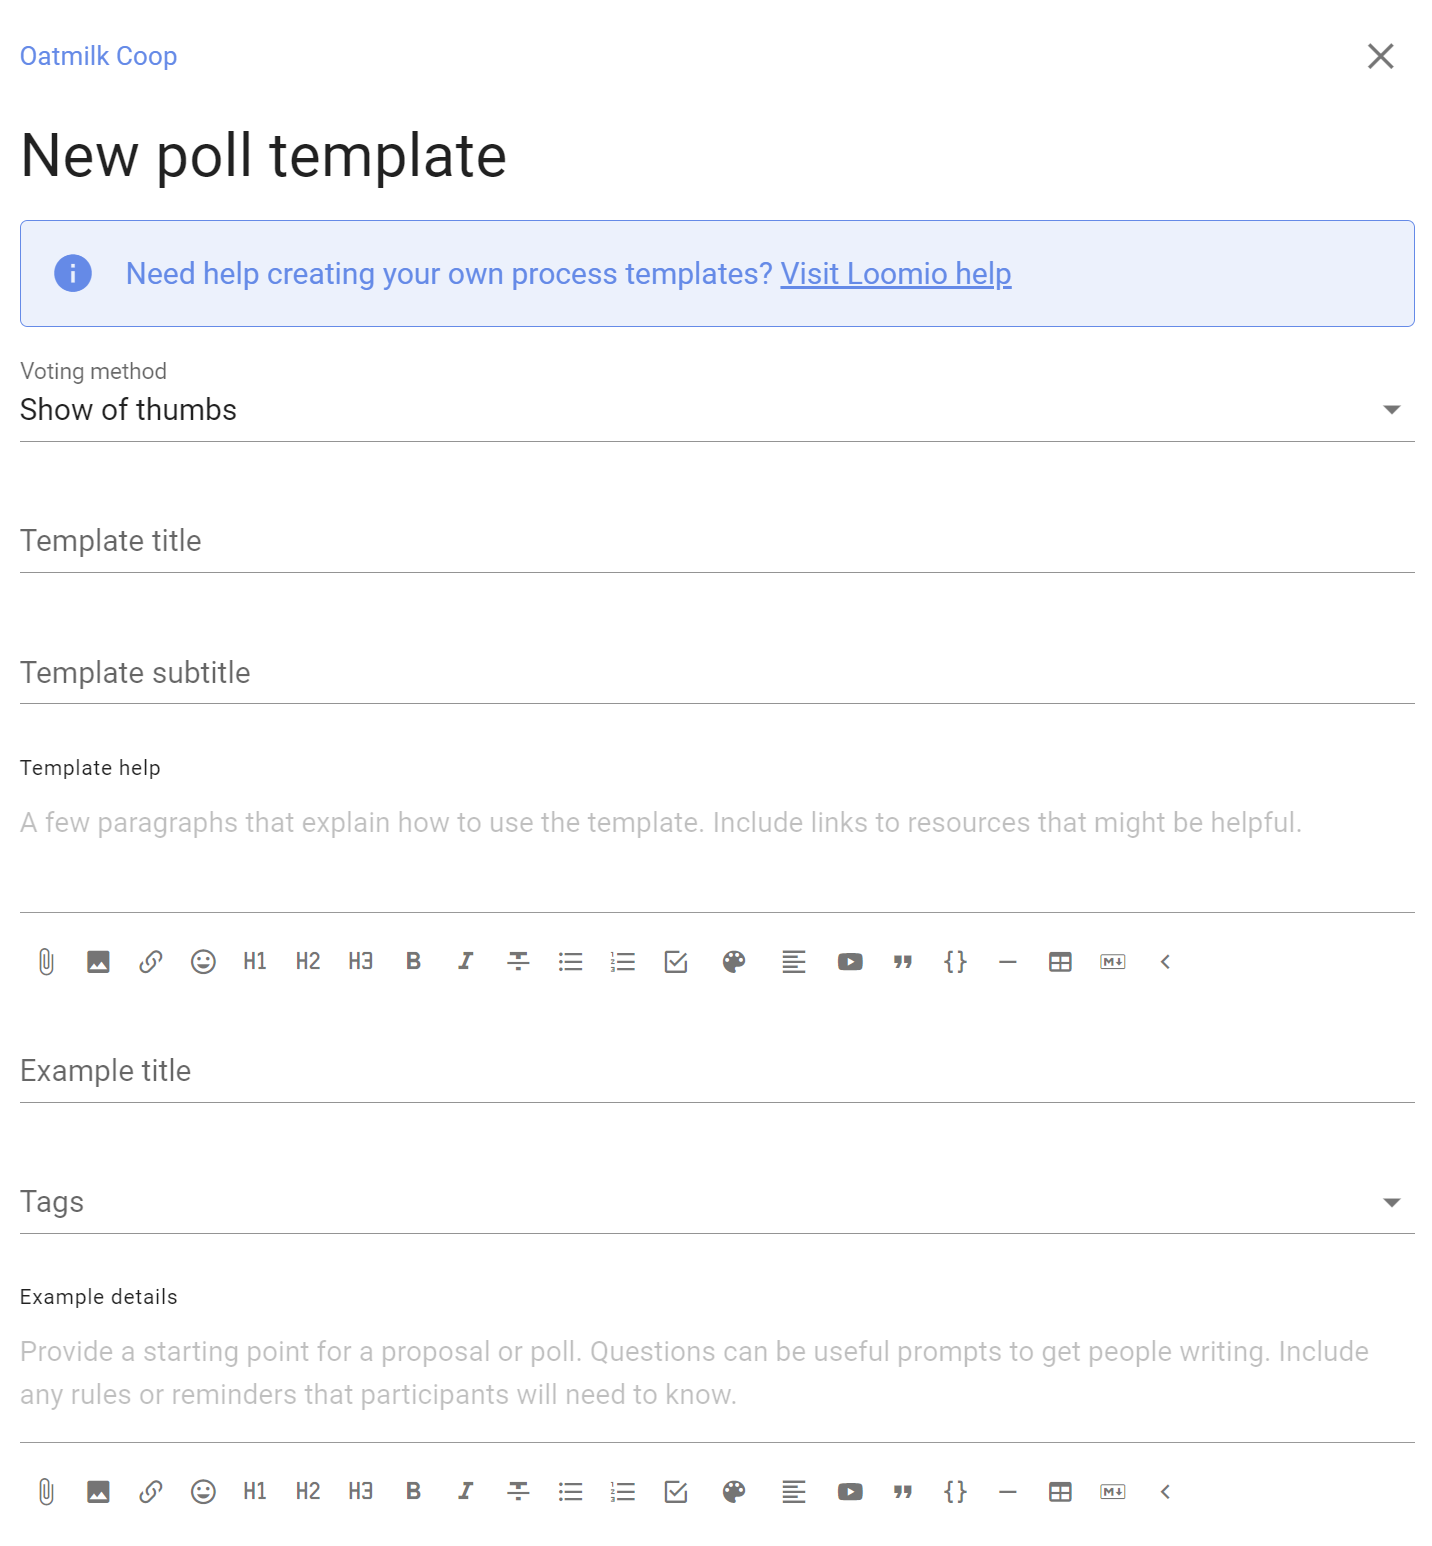 Oatmilk Coop
New poll template
Need help creating your own process templates? Visit Loomio help
Voting method
Show of thumbs
Template title
Template subtitle
Template help
A few paragraphs that explain how to use the template. Include links to resources that might be helpful.
H1 H2 H3 B I {} M
Example title
Tags
Example details
Provide a starting point for a proposal or poll. Questions can be useful prompts to get people writing. Include
any rules or reminders that participants will need to know.
H1 H2 H3 B I {} M